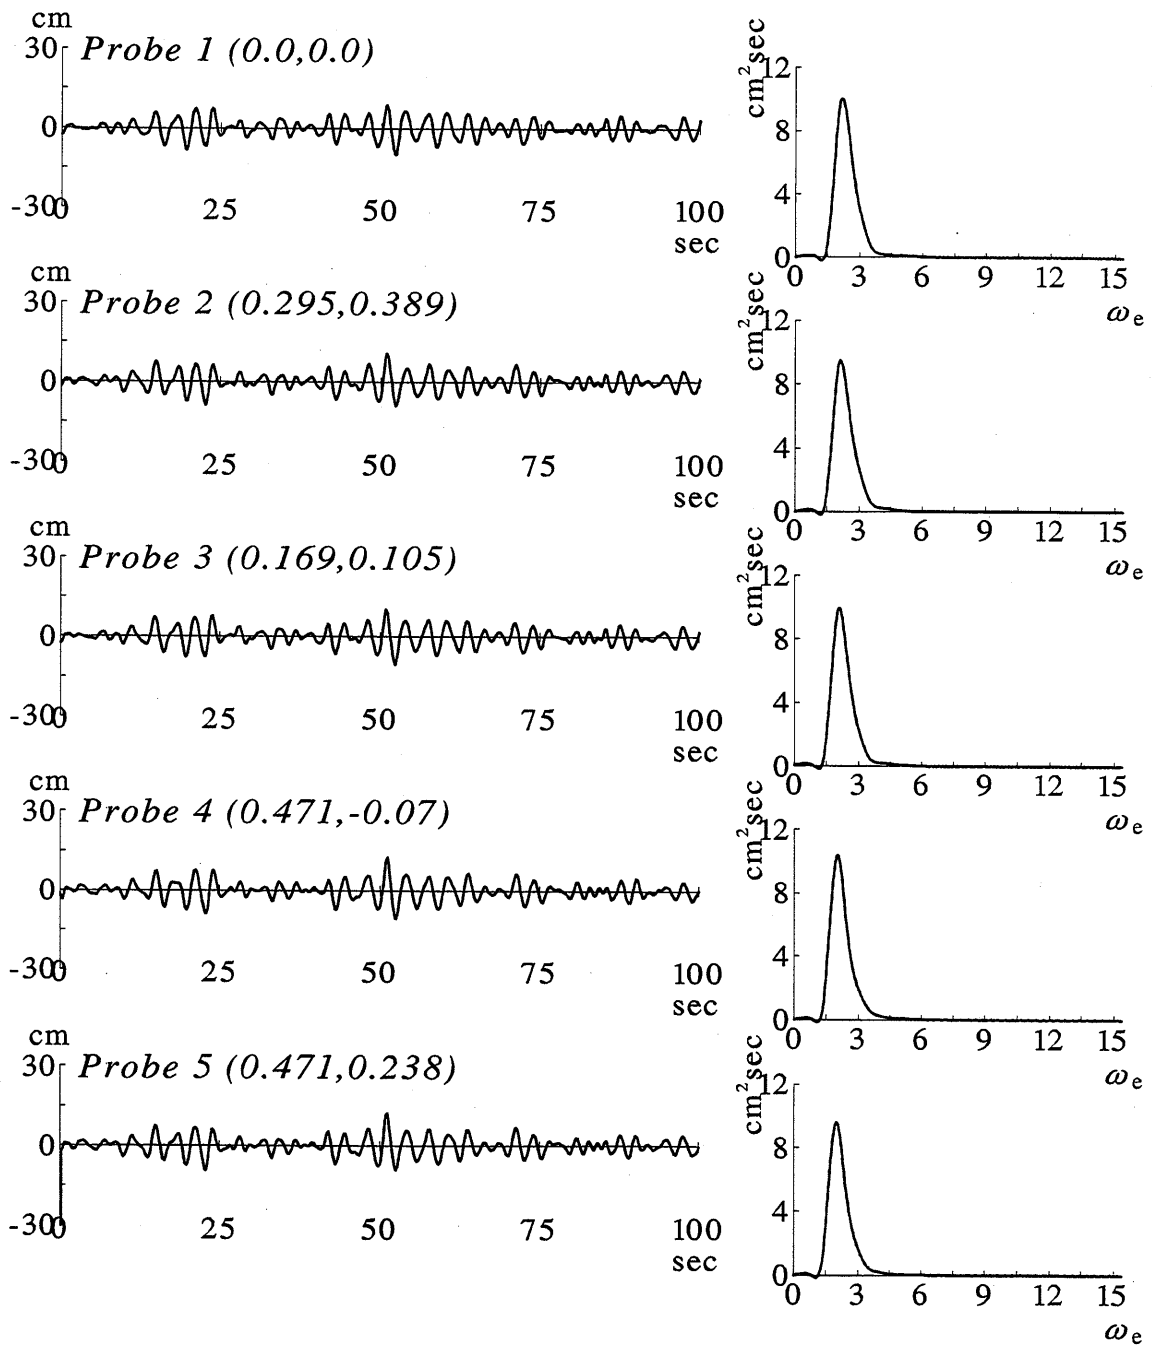 cm
30 Probe 1 (0.0,0.0)
0
-30
0 25 50 75 100
sec
cm²sec
12
8
4
0
0 3 6 9 12 15
ωe
cm
30 Probe 2 (0.295,0.389)
0
-30
0 25 50 75 100
sec
cm²sec
12
8
4
0
0 3 6 9 12 15
ωe
cm
30 Probe 3 (0.169,0.105)
0
-30
0 25 50 75 100
sec
cm²sec
12
8
4
0
0 3 6 9 12 15
ωe
cm
30 Probe 4 (0.471,-0.07)
0
-30
0 25 50 75 100
sec
cm²sec
12
8
4
0
0 3 6 9 12 15
ωe
cm
30 Probe 5 (0.471,0.238)
0
-30
0 25 50 75 100
sec
cm²sec
12
8
4
0
0 3 6 9 12 15
ωe